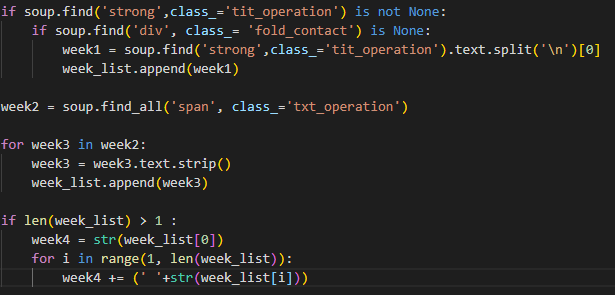 if soup.find('strong',class_='tit_operation') is not None:
    if soup.find('div', class_= 'fold_contact') is None:
        week1 = soup.find('strong',class_='tit_operation').text.split('\n')[0]
        week_list.append(week1)

week2 = soup.find_all('span', class_='txt_operation')

for week3 in week2:
    week3 = week3.text.strip()
    week_list.append(week3)

if len(week_list) > 1 :
    week4 = str(week_list[0])
    for i in range(1, len(week_list)):
        week4 += (' '+str(week_list[i]))